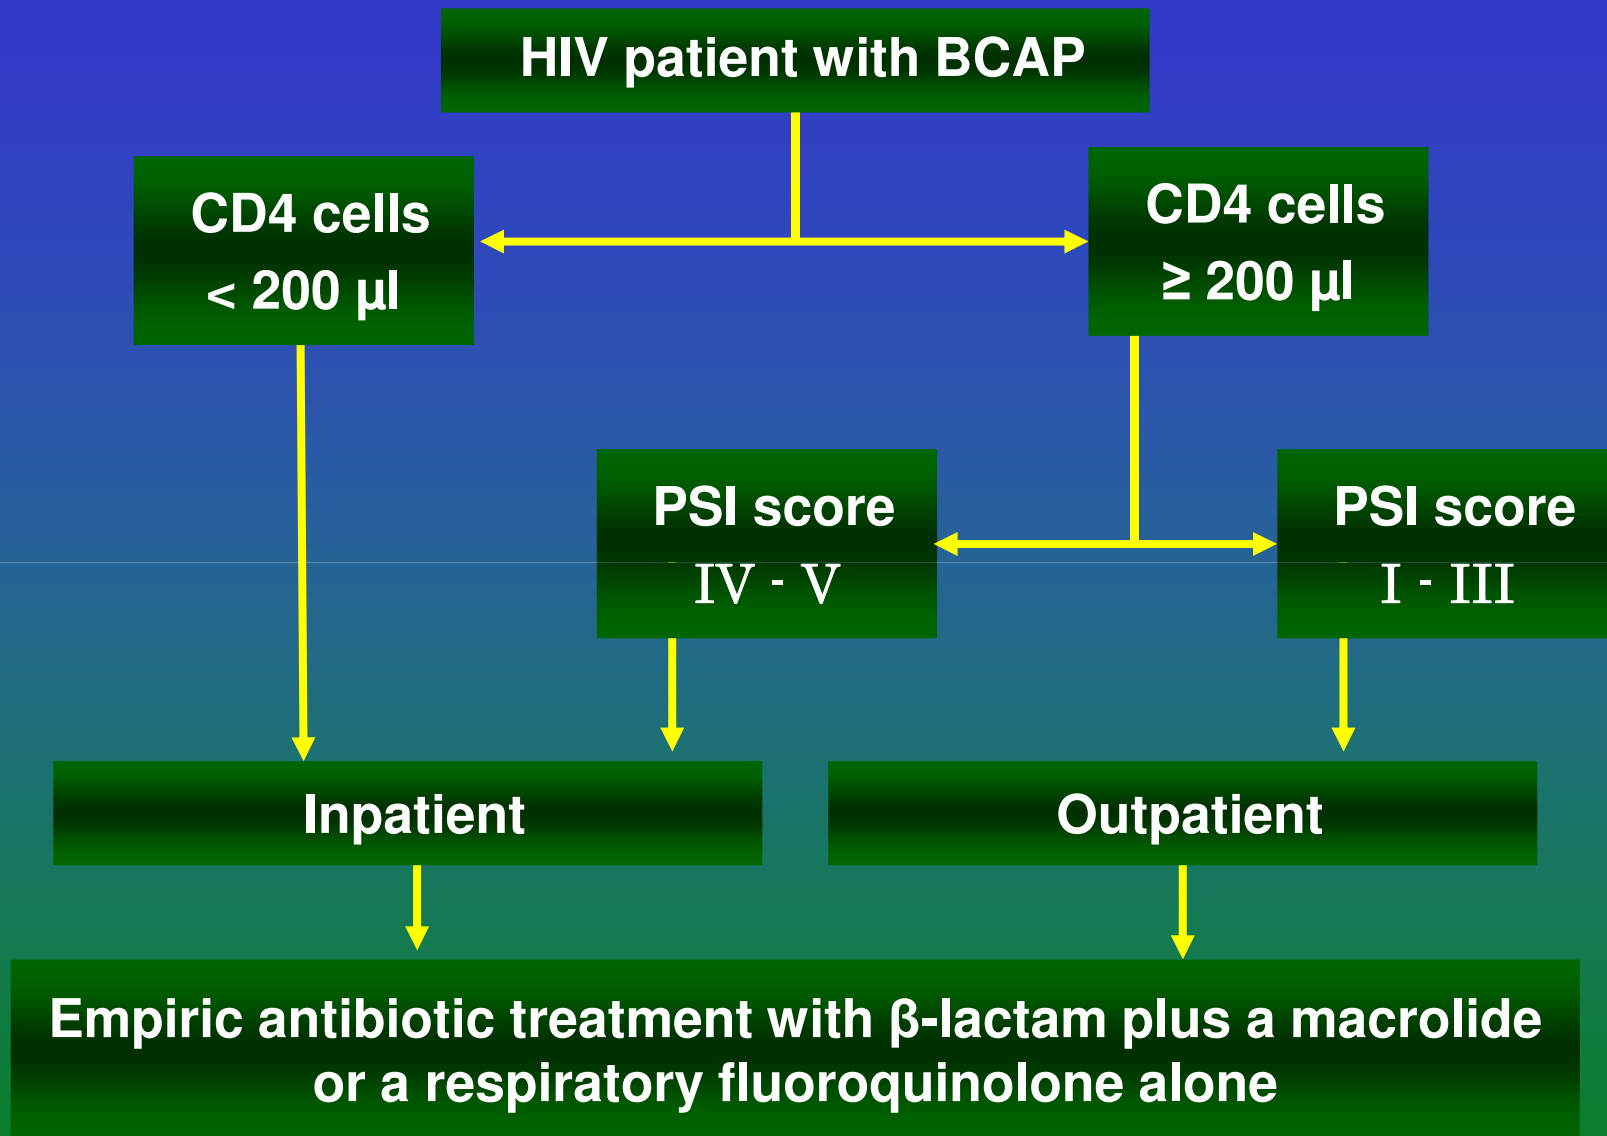 HIV patient with BCAP
CD4 cells
< 200 µl
CD4 cells
≥ 200 µl
PSI score
IV - V
PSI score
I - III
Inpatient
Outpatient
Empiric antibiotic treatment with β-lactam plus a macrolide
or a respiratory fluoroquinolone alone